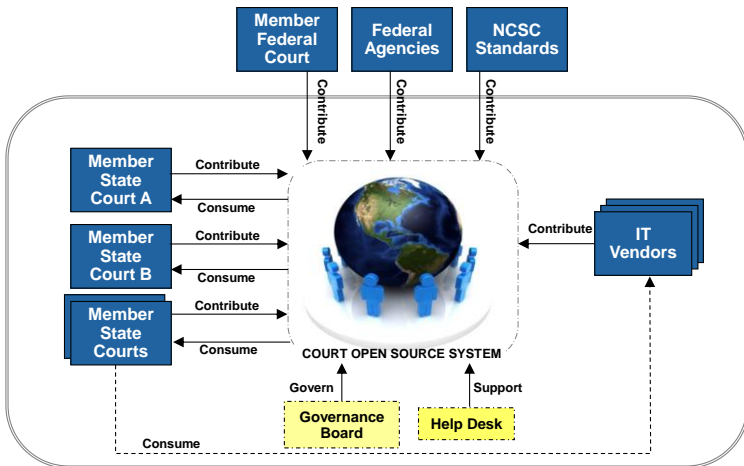 Member
Federal
Court
Federal
Agencies
NCSC
Standards
Contribute
Contribute
Contribute
Member
State
Court A
Contribute
Consume
Member
State
Court B
Contribute
Consume
Member
State
Courts
Contribute
Consume
Contribute
IT
Vendors
COURT OPEN SOURCE SYSTEM
Govern
Support
Governance
Board
Help Desk
Consume